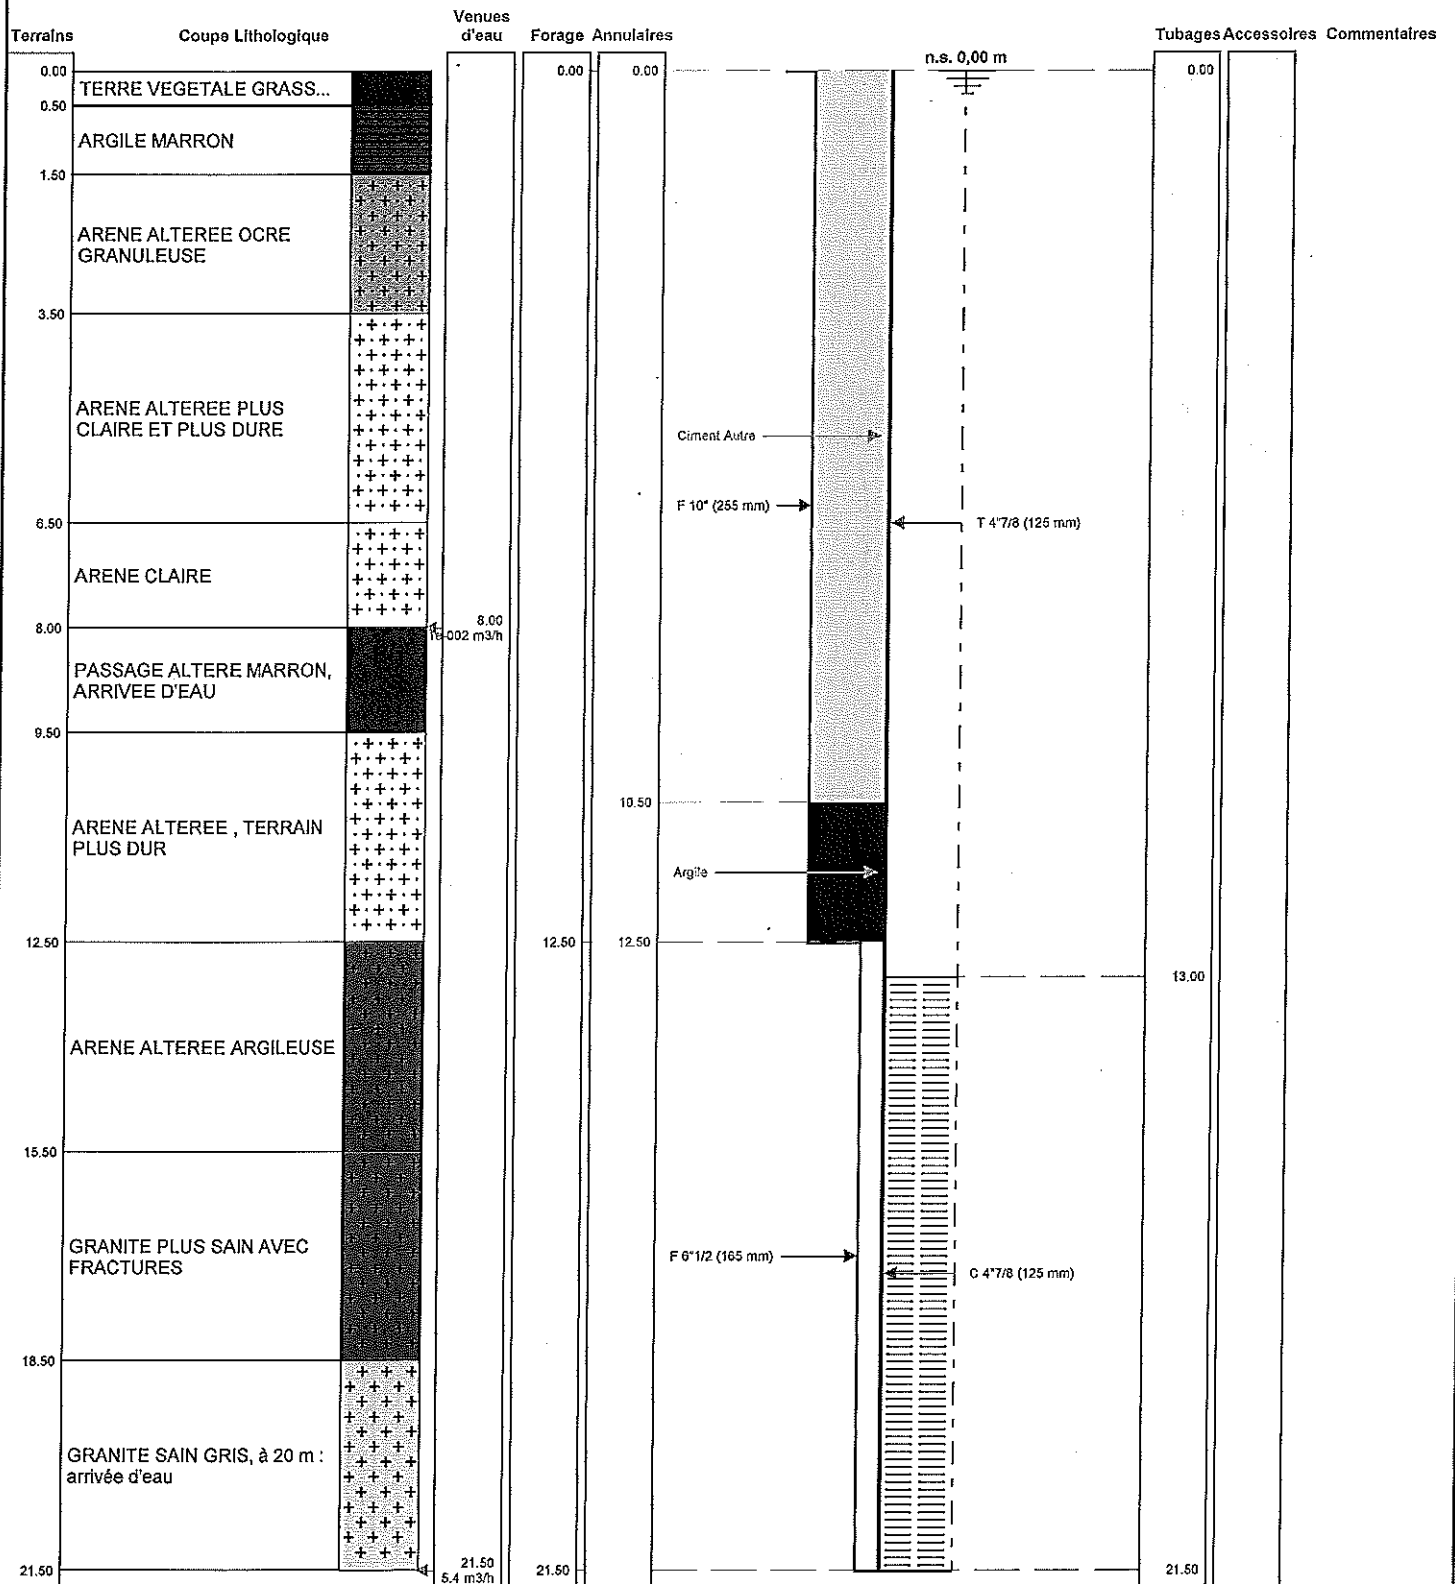 Terrains
Coupe Lithologique
Venues
d'eau
Forage
Annulaires
Tubages
Accessoires
Commentaires
n.s. 0,00 m
0.00
0.00
0.00
0.00
TERRE VEGETALE GRASS...
0.50
ARGILE MARRON
1.50
ARENE ALTEREE OCRE
GRANULEUSE
3.50
ARENE ALTEREE PLUS
CLAIRE ET PLUS DURE
Ciment Autre
F 10" (255 mm)
6.50
T 4"7/8 (125 mm)
ARENE CLAIRE
8.00
8.00
1e-002 m3/h
PASSAGE ALTERE MARRON,
ARRIVEE D'EAU
9.50
10.50
ARENE ALTEREE , TERRAIN
PLUS DUR
Argile
12.50
12.50
12.50
13.00
ARENE ALTEREE ARGILEUSE
15.50
GRANITE PLUS SAIN AVEC
FRACTURES
F 6"1/2 (165 mm)
C 4"7/8 (125 mm)
18.50
GRANITE SAIN GRIS, à 20 m :
arrivée d'eau
21.50
21.50
5.4 m3/h
21.50
21.50